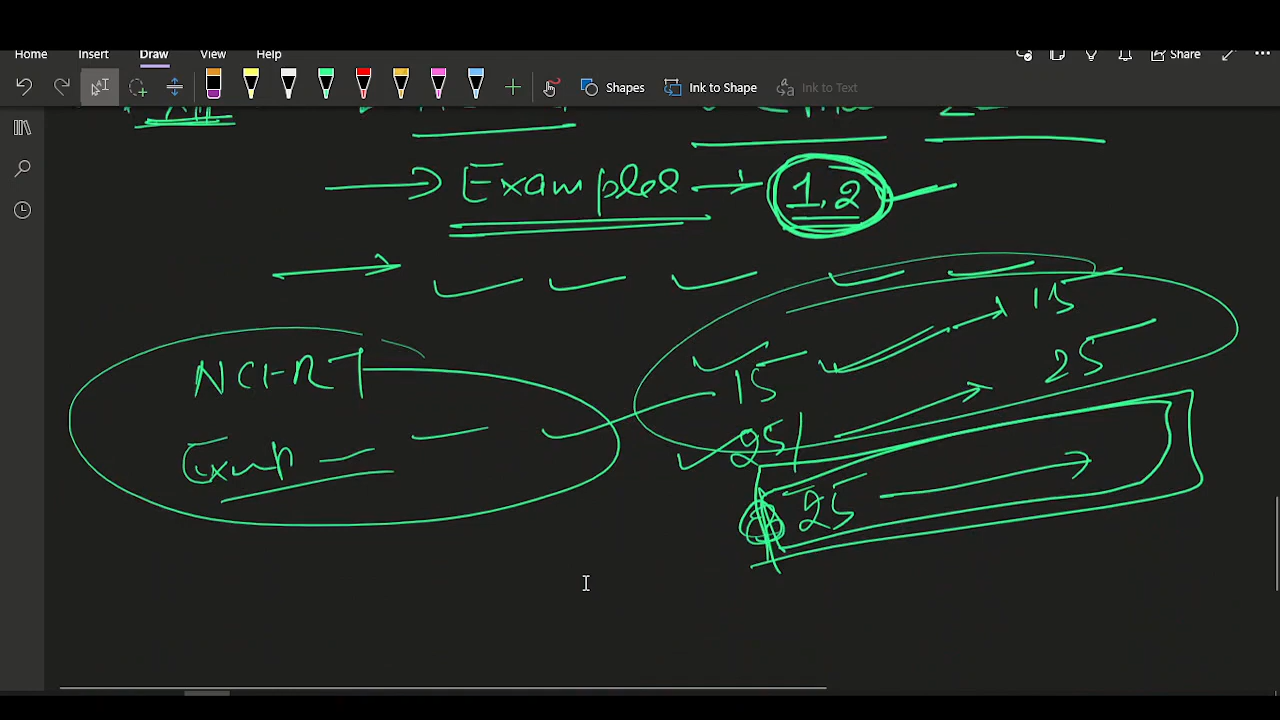 Home Insert Draw View Help Share
Shapes Ink to Shape Ink to Text
XII
Examples 1,2
15
NCERT 15 25
Exmp 25
25